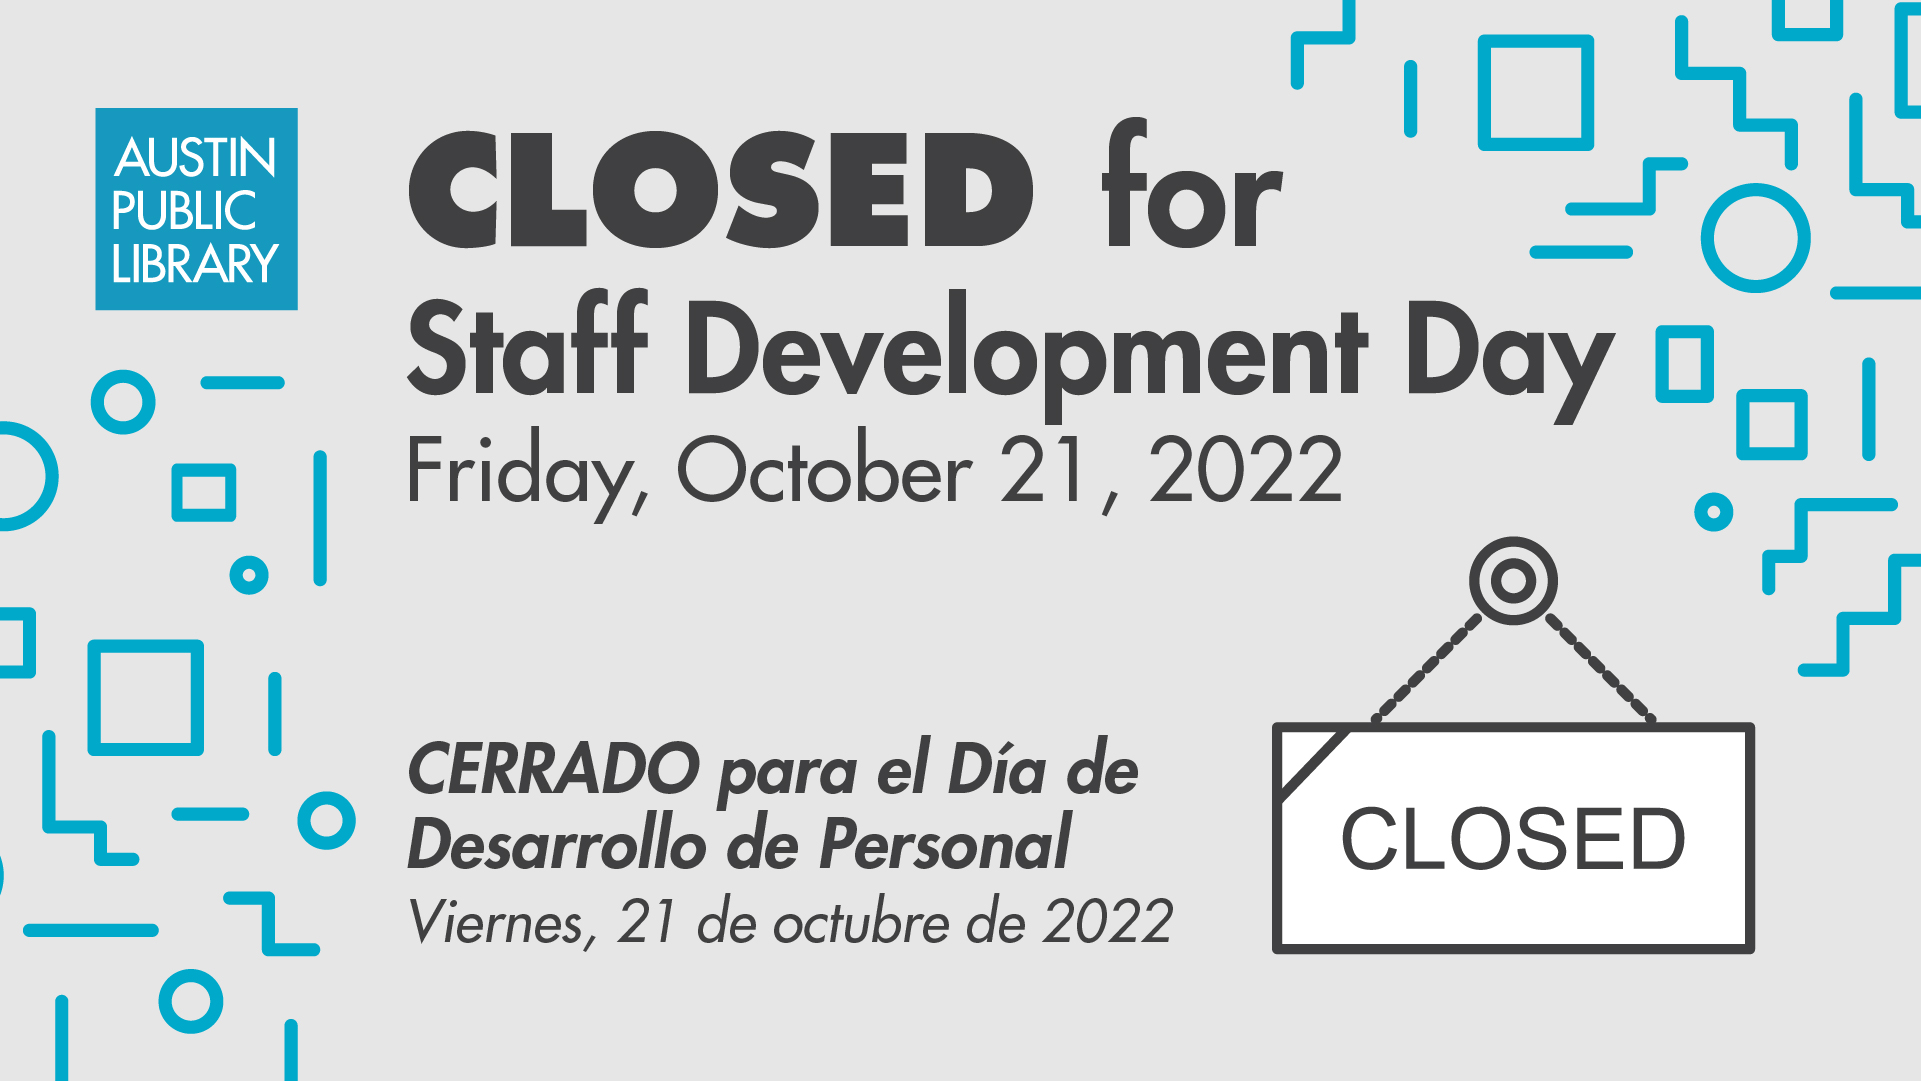 AUSTIN
PUBLIC
LIBRARY
CLOSED for
Staff Development Day
Friday, October 21, 2022
CERRADO para el Día de
Desarrollo de Personal
Viernes, 21 de octubre de 2022
CLOSED